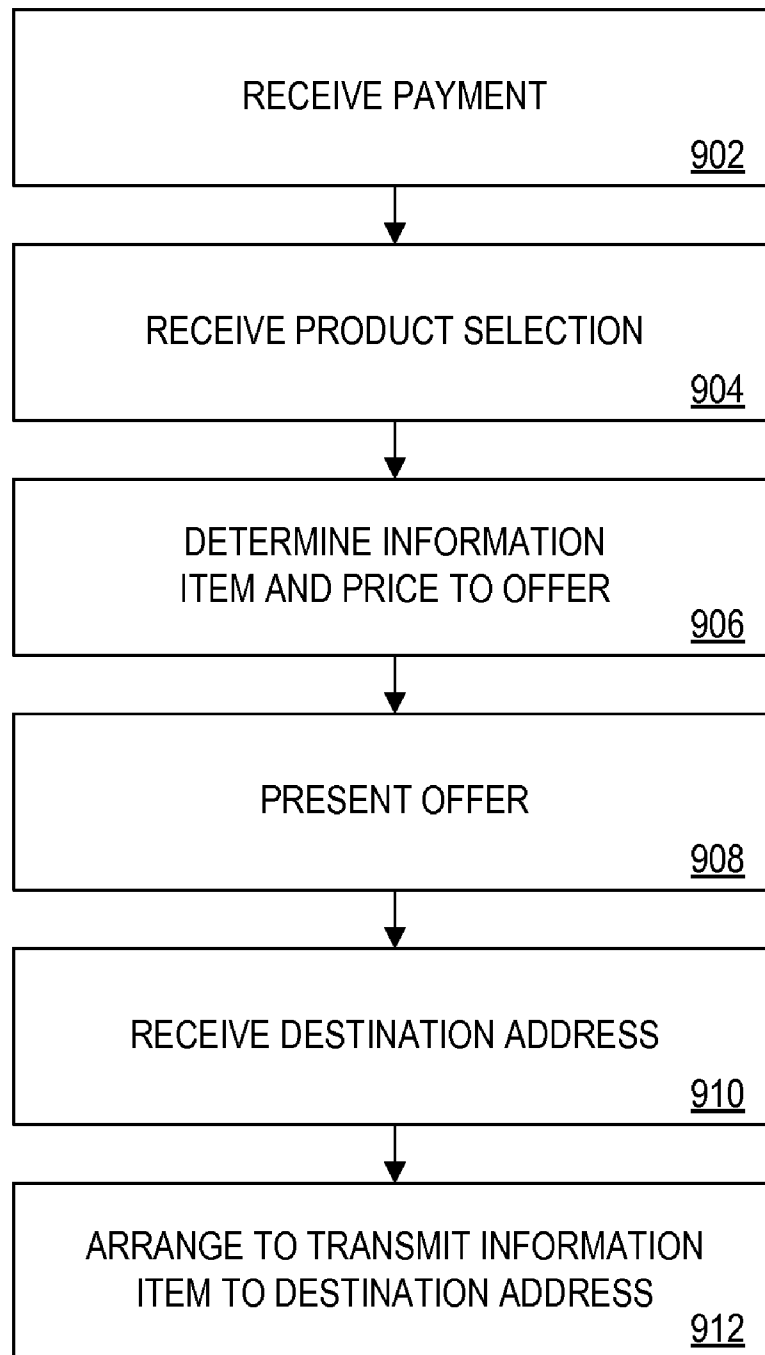 RECEIVE PAYMENT
902
RECEIVE PRODUCT SELECTION
904
DETERMINE INFORMATION
ITEM AND PRICE TO OFFER
906
PRESENT OFFER
908
RECEIVE DESTINATION ADDRESS
910
ARRANGE TO TRANSMIT INFORMATION
ITEM TO DESTINATION ADDRESS
912